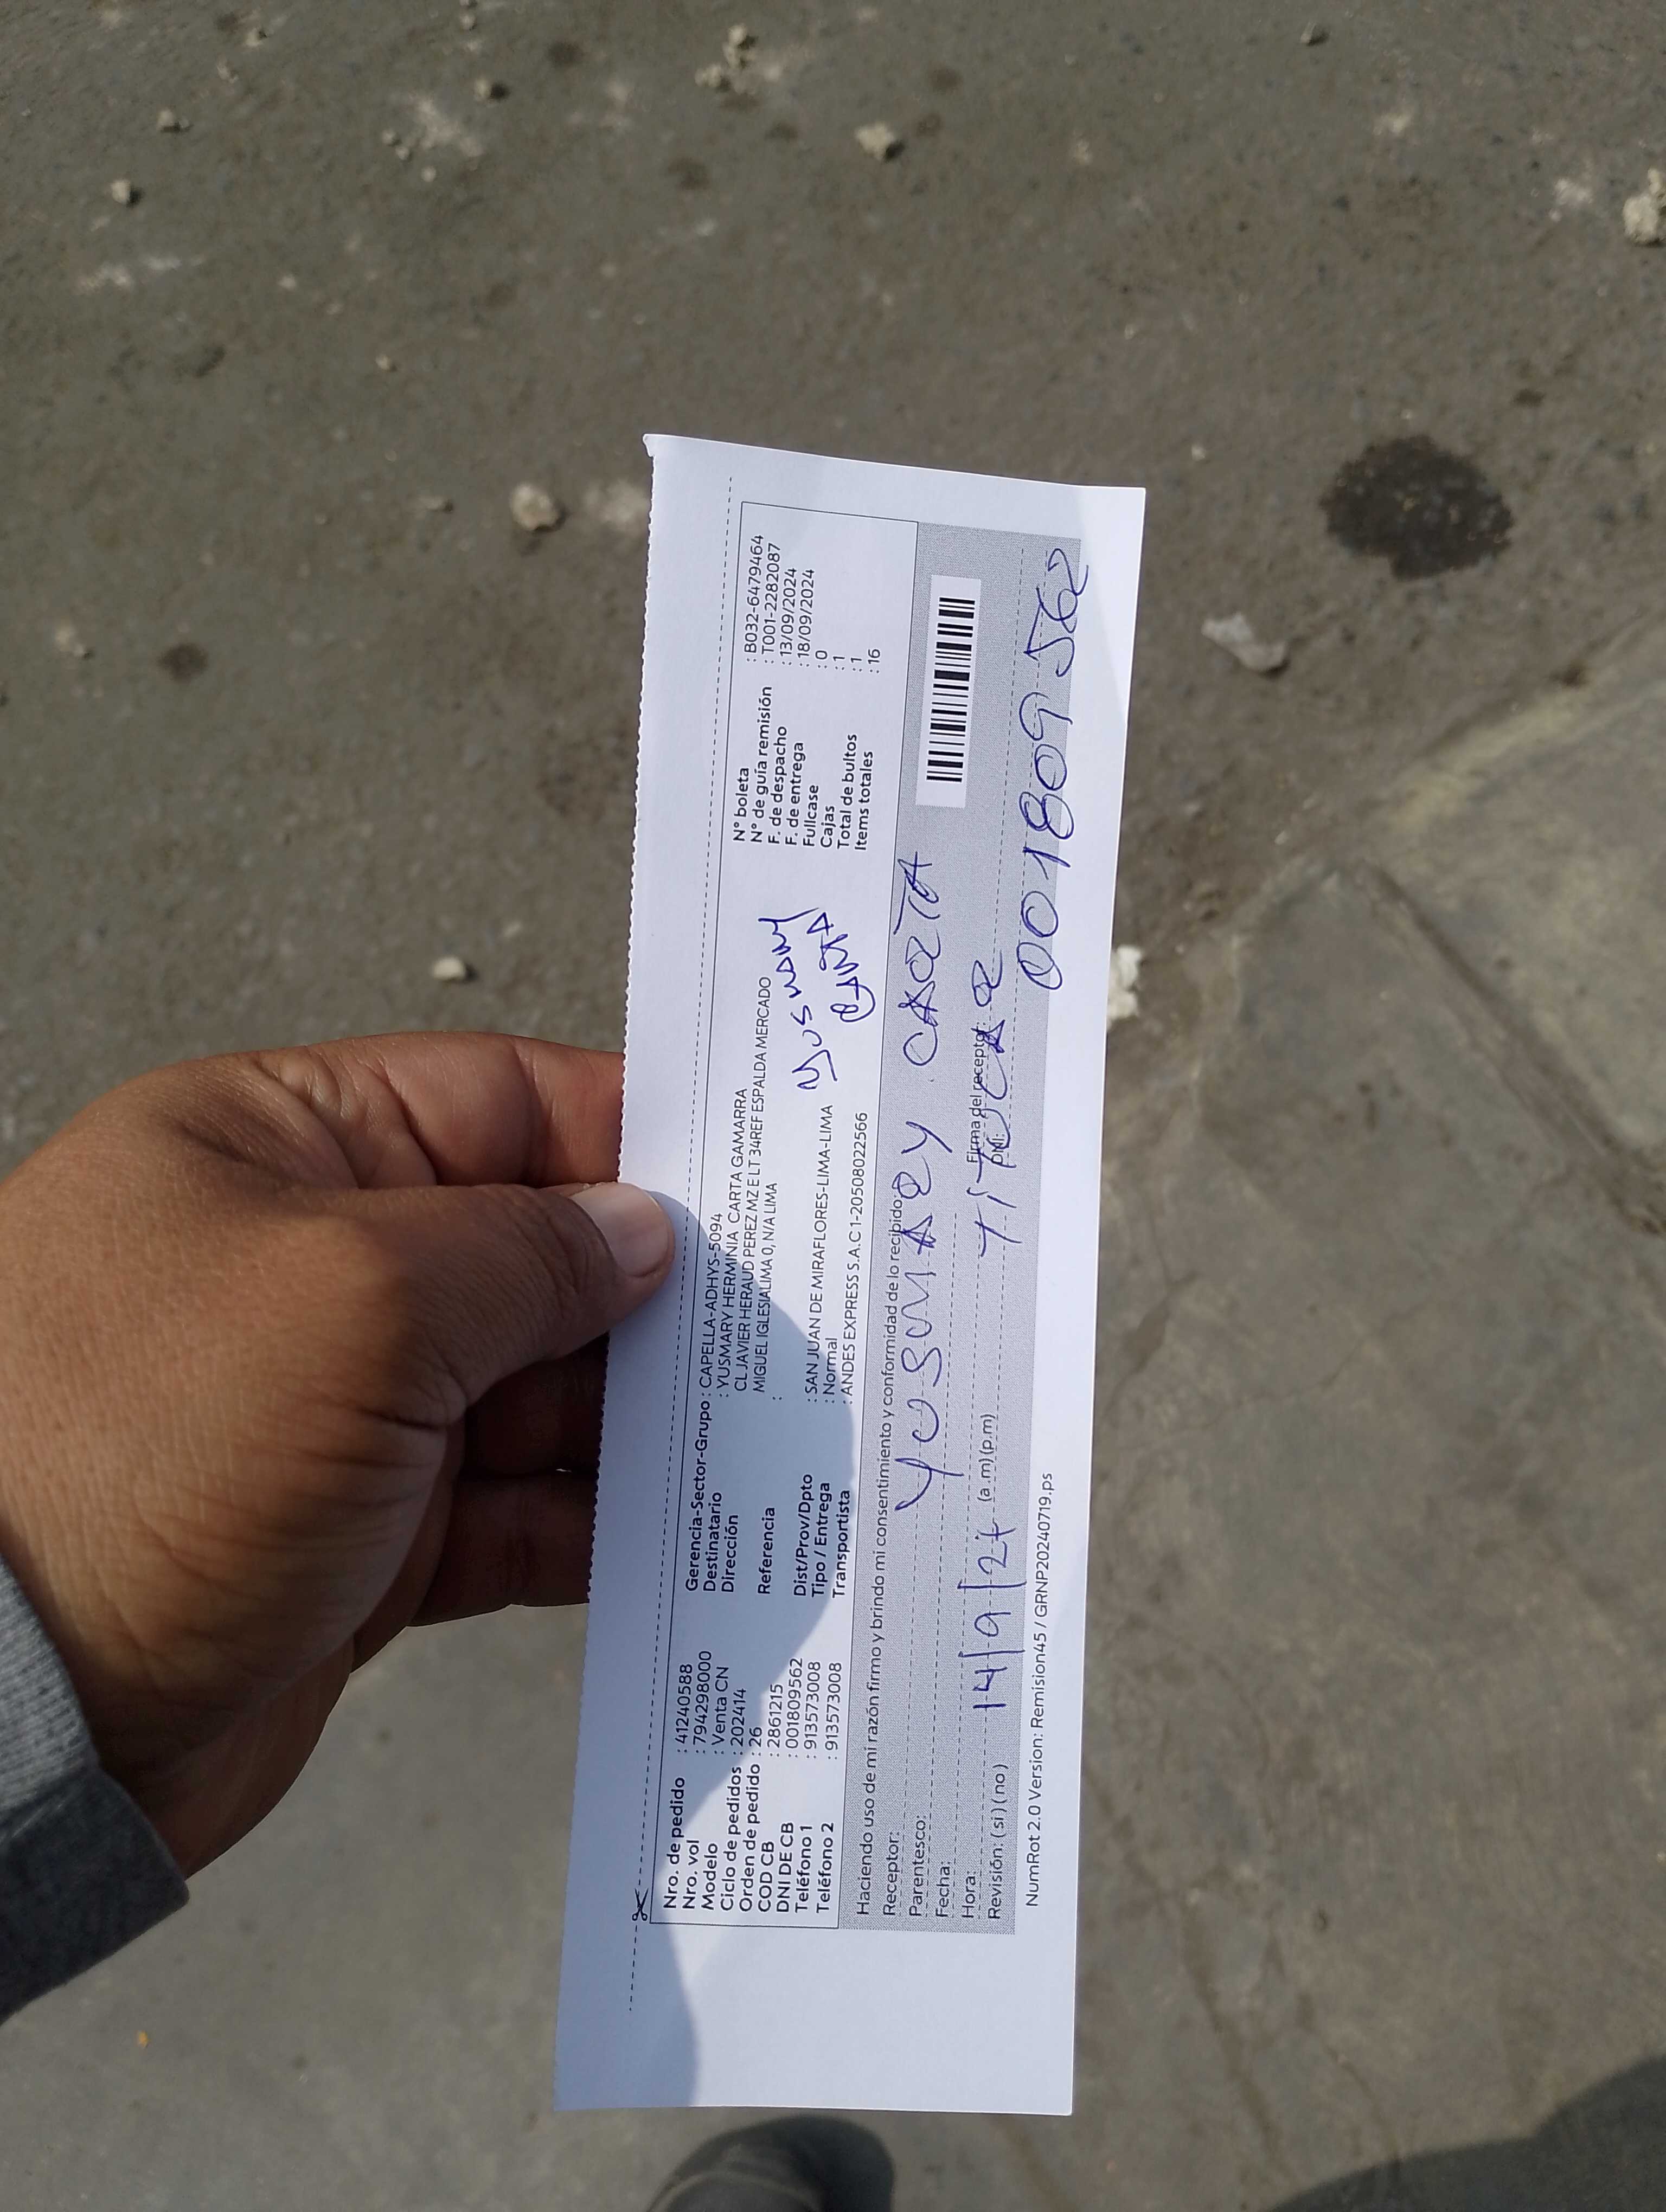 Nro. de pedido : 41240588
Nro. vol : 794298000
Modelo : Venta CN
Ciclo de pedidos : 202414
Orden de pedido : 26
COD CB : 2861215
DNI DE CB : 001809562
Teléfono 1 : 913573008
Teléfono 2 : 913573008
Gerencia-Sector-Grupo : CAPELLA-ADHYS-5094
Destinatario : YUSMARY HERMINIA CARTA GAMARRA
Dirección CL JAVIER HERAUD PEREZ MZ E LT 34REF ESPALDA MERCADO
MIGUEL IGLESIALIMA 0, N/A LIMA
Referencia :
Dist/Prov/Dpto : SAN JUAN DE MIRAFLORES-LIMA-LIMA
Tipo / Entrega : Normal
Transportista : ANDES EXPRESS S.A.C 1-20508022566
Yusmary
Carta
N° boleta : B032-6479464
N° de guía remisión : T001-2282087
F. de despacho : 13/09/2024
F. de entrega : 18/09/2024
Fullcase : 0
Cajas : 1
Total de bultos : 1
Items totales : 16
Haciendo uso de mi razón firmo y brindo mi consentimiento y conformidad de lo recibido:
Receptor: YUSMARY CARTA
Parentesco:
Fecha: 14/9/24
Firma del receptor:
Hora: (a.m) (p.m)
DNI:
TITULAR
Revisión: (si) (no)
001809562
NumRot 2.0 Version: Remision45 / GRNP20240719.ps